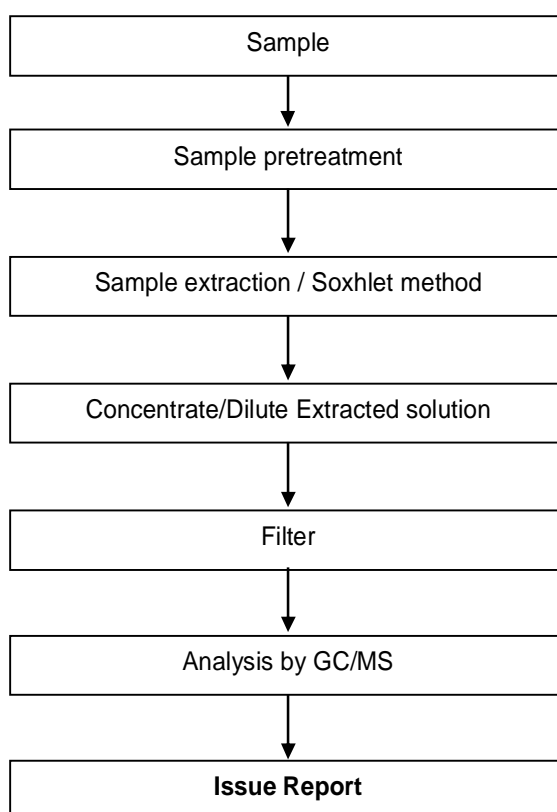 Sample
Sample pretreatment
Sample extraction / Soxhlet method
Concentrate/Dilute Extracted solution
Filter
Analysis by GC/MS
Issue Report